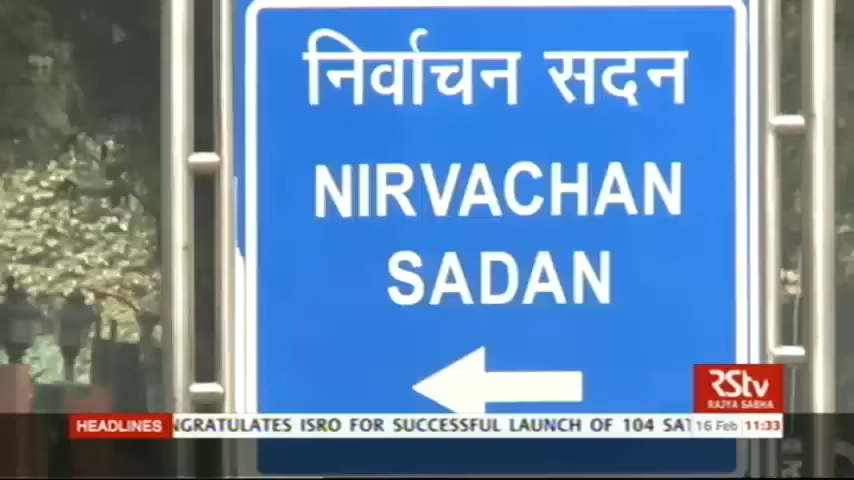 निर्वाचन सदन
NIRVACHAN
SADAN
RStv
RAJYA SABHA
HEADLINES
NGRATULATES ISRO FOR SUCCESSFUL LAUNCH OF 104 SAT
16 Feb
11:33